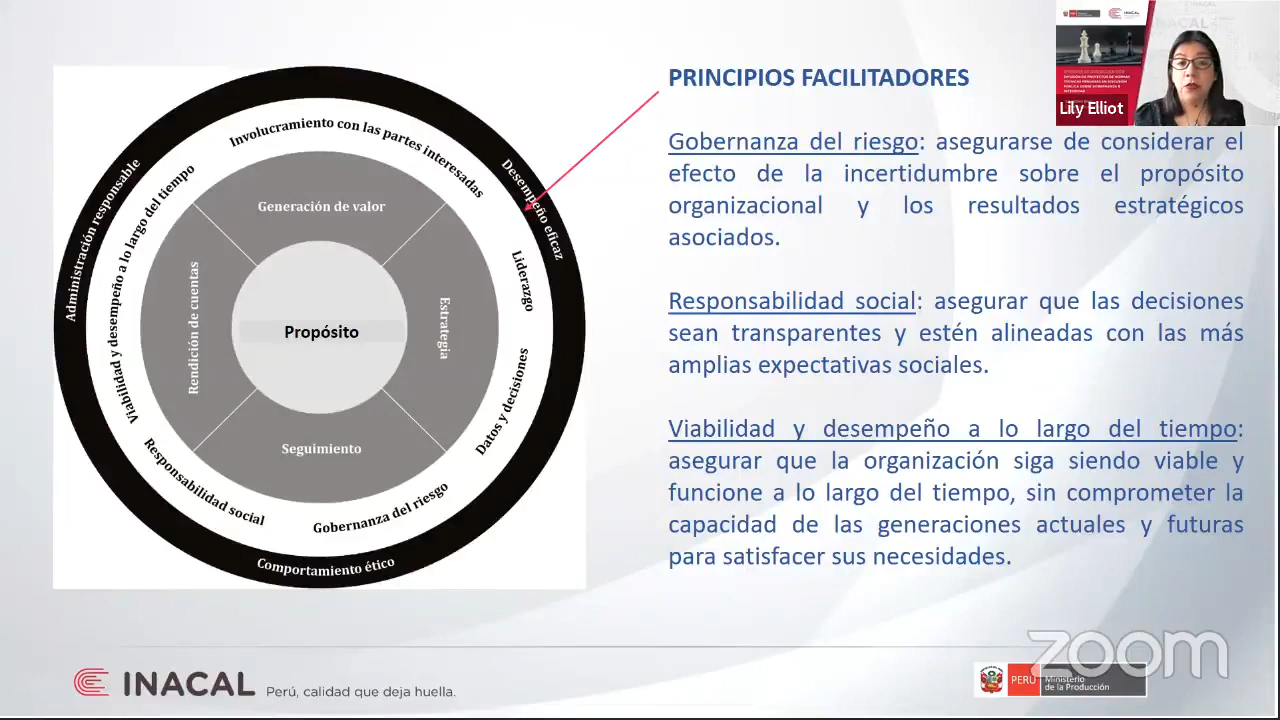 PRINCIPIOS FACILITADORES
Gobernanza del riesgo: asegurarse de considerar el
efecto de la incertidumbre sobre el propósito
organizacional y los resultados estratégicos
asociados.
Responsabilidad social: asegurar que las decisiones
sean transparentes y estén alineadas con las más
amplias expectativas sociales.
Viabilidad y desempeño a lo largo del tiempo:
asegurar que la organización siga siendo viable y
funcione a lo largo del tiempo, sin comprometer la
capacidad de las generaciones actuales y futuras
para satisfacer sus necesidades.
Administración responsable
Desempeño eficaz
Comportamiento ético
Involucramiento con las partes interesadas
Liderazgo
Datos y decisiones
Gobernanza del riesgo
Responsabilidad social
Viabilidad y desempeño a lo largo del tiempo
Generación de valor
Estrategia
Seguimiento
Rendición de cuentas
Propósito
INACAL
Lily Elliot
INACAL Perú, calidad que deja huella.
PERÚ Ministerio
de la Producción
zoom